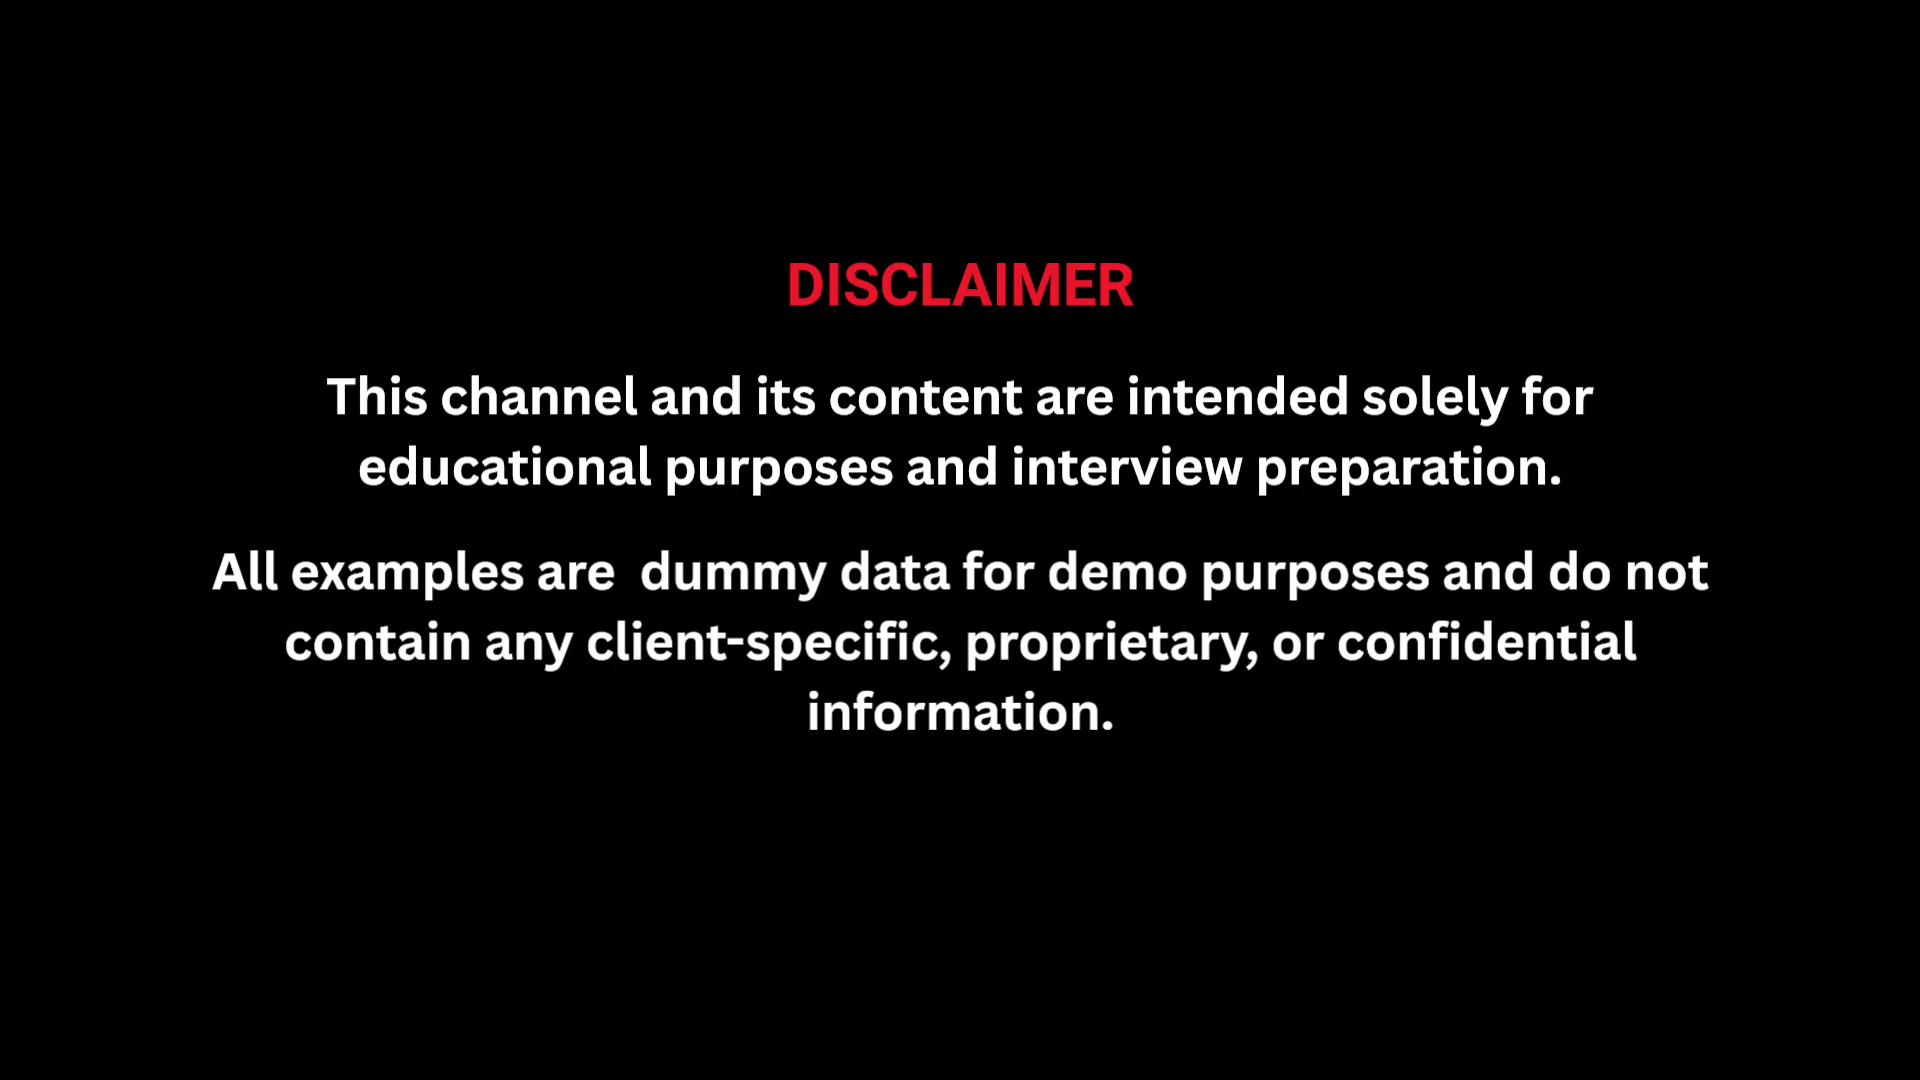 DISCLAIMER
This channel and its content are intended solely for
educational purposes and interview preparation.
All examples are  dummy data for demo purposes and do not
contain any client-specific, proprietary, or confidential
information.